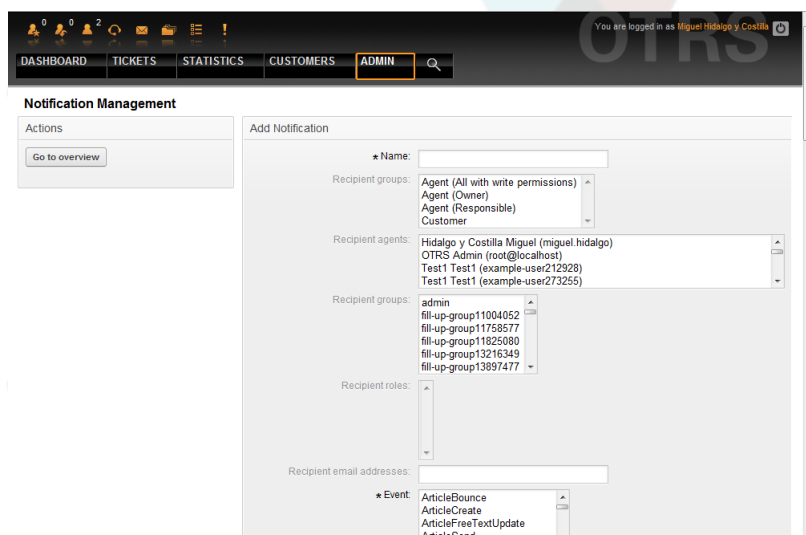 0 0 2
You are logged in as Miguel Hidalgo y Costilla
OTRS
DASHBOARD TICKETS STATISTICS CUSTOMERS ADMIN
Notification Management
Actions
Go to overview
Add Notification
★ Name:
Recipient groups:
Agent (All with write permissions)
Agent (Owner)
Agent (Responsible)
Customer
Recipient agents:
Hidalgo y Costilla Miguel (miguel.hidalgo)
OTRS Admin (root@localhost)
Test1 Test1 (example-user212928)
Test1 Test1 (example-user273255)
Recipient groups:
admin
fill-up-group11004052
fill-up-group11758577
fill-up-group11825080
fill-up-group13216349
fill-up-group13897477
Recipient roles:
Recipient email addresses:
★ Event:
ArticleBounce
ArticleCreate
ArticleFreeTextUpdate
ArticleSend